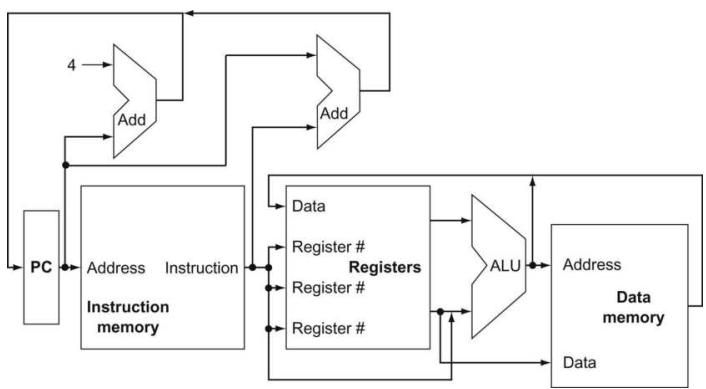 4
Add
Add
Data
PC
Address
Instruction
Register #
Registers
ALU
Address
Instruction
memory
Register #
Data
memory
Register #
Data